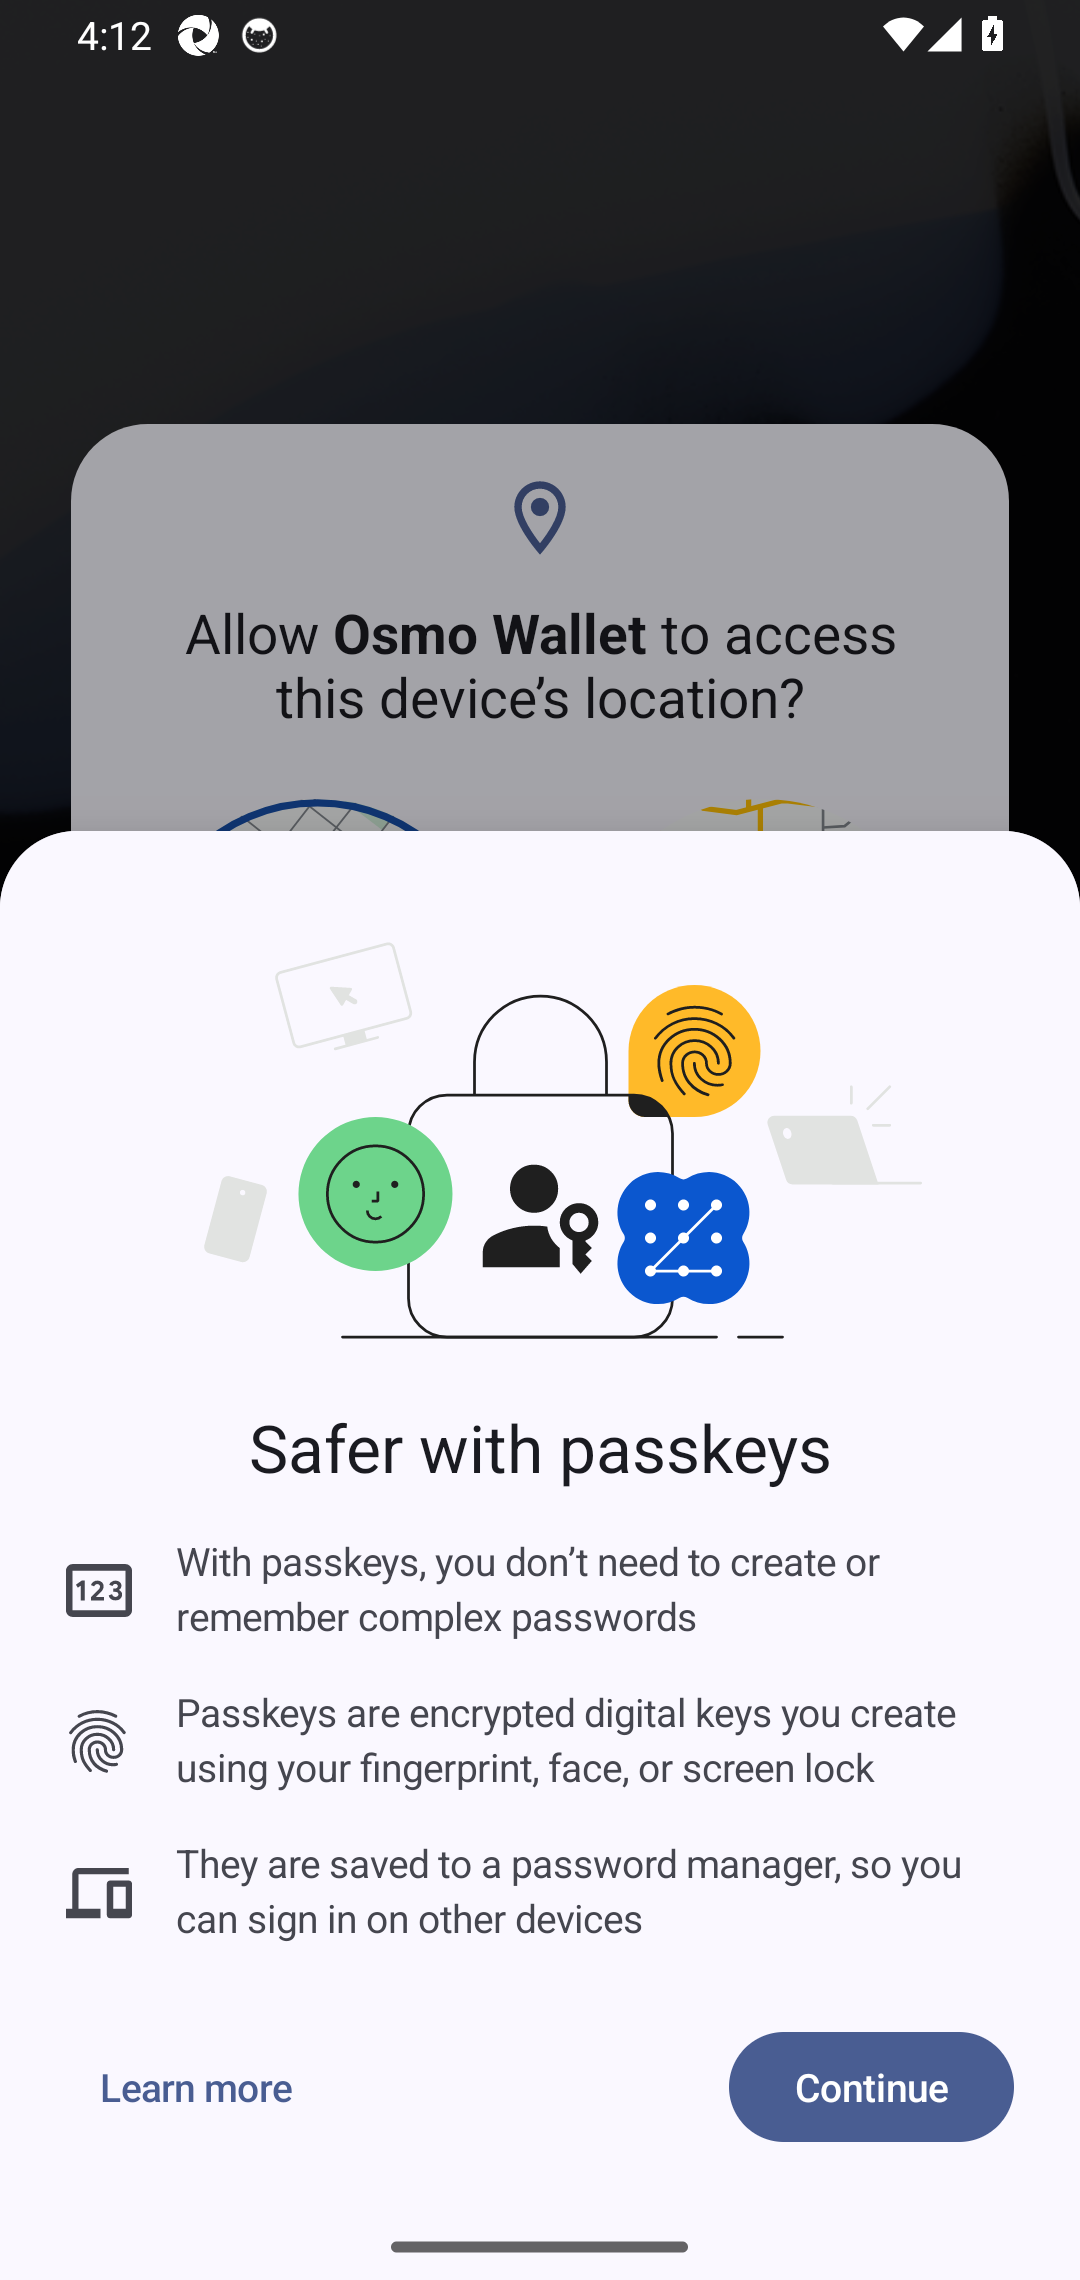 4:12
Allow Osmo Wallet to access
this device’s location?
Safer with passkeys
123
With passkeys, you don’t need to create or
remember complex passwords
Passkeys are encrypted digital keys you create
using your fingerprint, face, or screen lock
They are saved to a password manager, so you
can sign in on other devices
Learn more
Continue